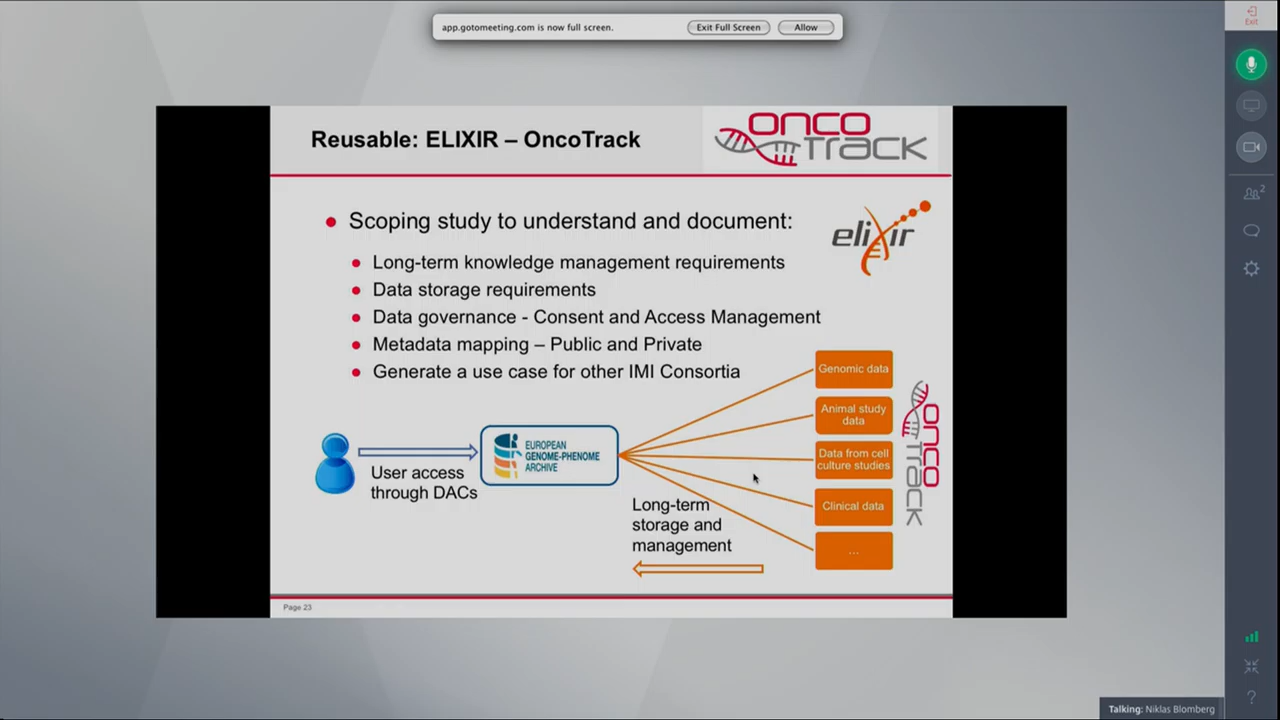 app.gotomeeting.com is now full screen.
Exit Full Screen
Allow
Exit
Reusable: ELIXIR – OncoTrack
ONCO
TRACK
Scoping study to understand and document:
elixir
Long-term knowledge management requirements
Data storage requirements
Data governance - Consent and Access Management
Metadata mapping – Public and Private
Generate a use case for other IMI Consortia
2
Genomic data
Animal study
data
Data from cell
culture studies
Clinical data
...
ONCO
TRACK
EUROPEAN
GENOME-PHENOME
ARCHIVE
User access
through DACs
Long-term
storage and
management
Page 23
?
Talking: Niklas Blomberg